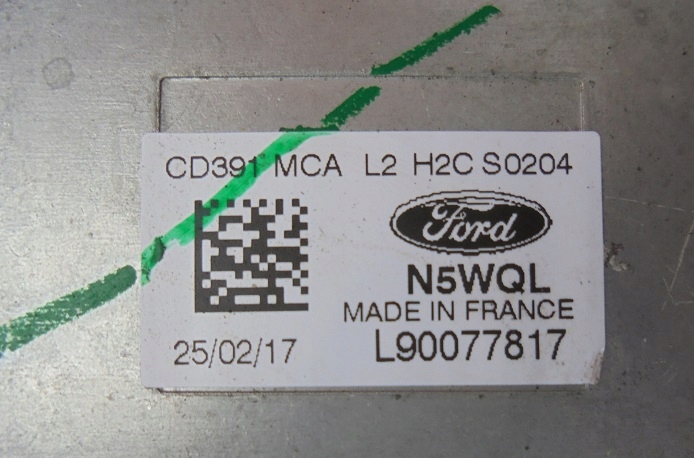 CD391 MCA L2 H2C S0204
Ford
N5WQL
MADE IN FRANCE
25/02/17 L90077817